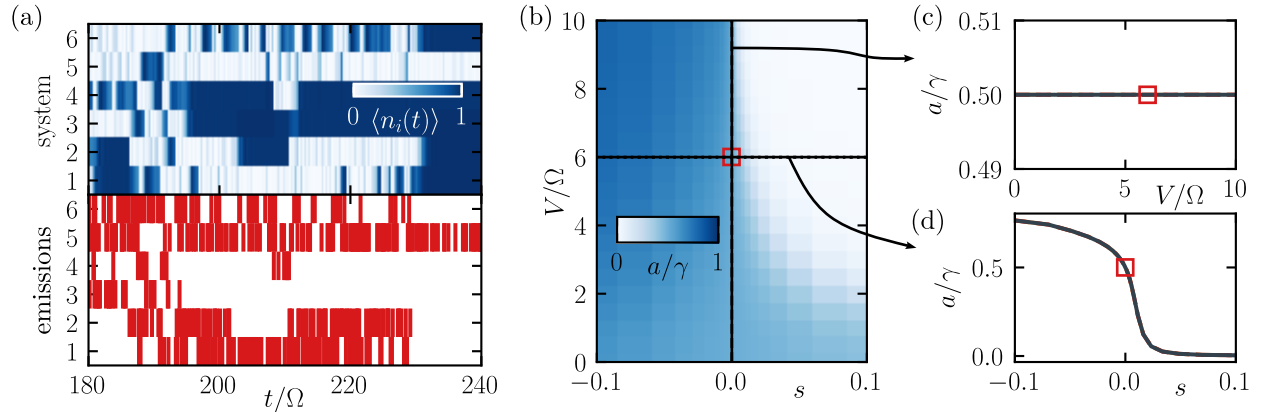 (a)
system
6
5
4
3
2
1
0 ⟨n_i(t)⟩ 1
emissions
6
5
4
3
2
1
180 200 220 240
t/Ω
(b)
V/Ω
10
8
6
4
2
0
0 a/γ 1
−0.1 0.0 0.1
s
(c)
a/γ
0.51
0.50
0.49
0 5 V/Ω 10
(d)
a/γ
0.5
0.0
−0.1 0.0 s 0.1